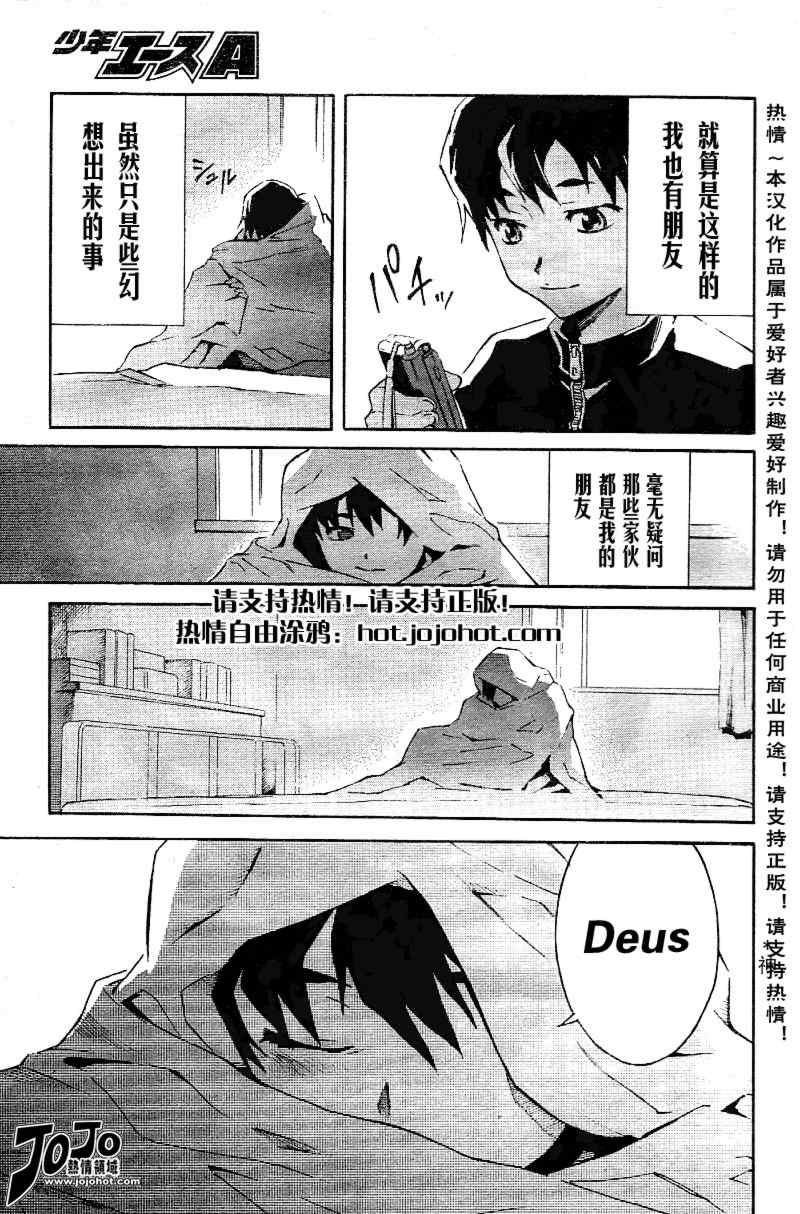 少年エースA
就算是这样的
我也有朋友
パチッ
虽然只是些幻
想出来的事
シュル
毫无疑问
那些家伙
都是我的
朋友
请支持热情!请支持正版!
热情自由涂鸦:hot.jojohot.com
Deus
*神
热情~本汉化作品属于爱好者兴趣爱好制作!请勿用于任何商业用途!请支持正版!请支持热情!
JOJO
热情領域
www.jojohot.com